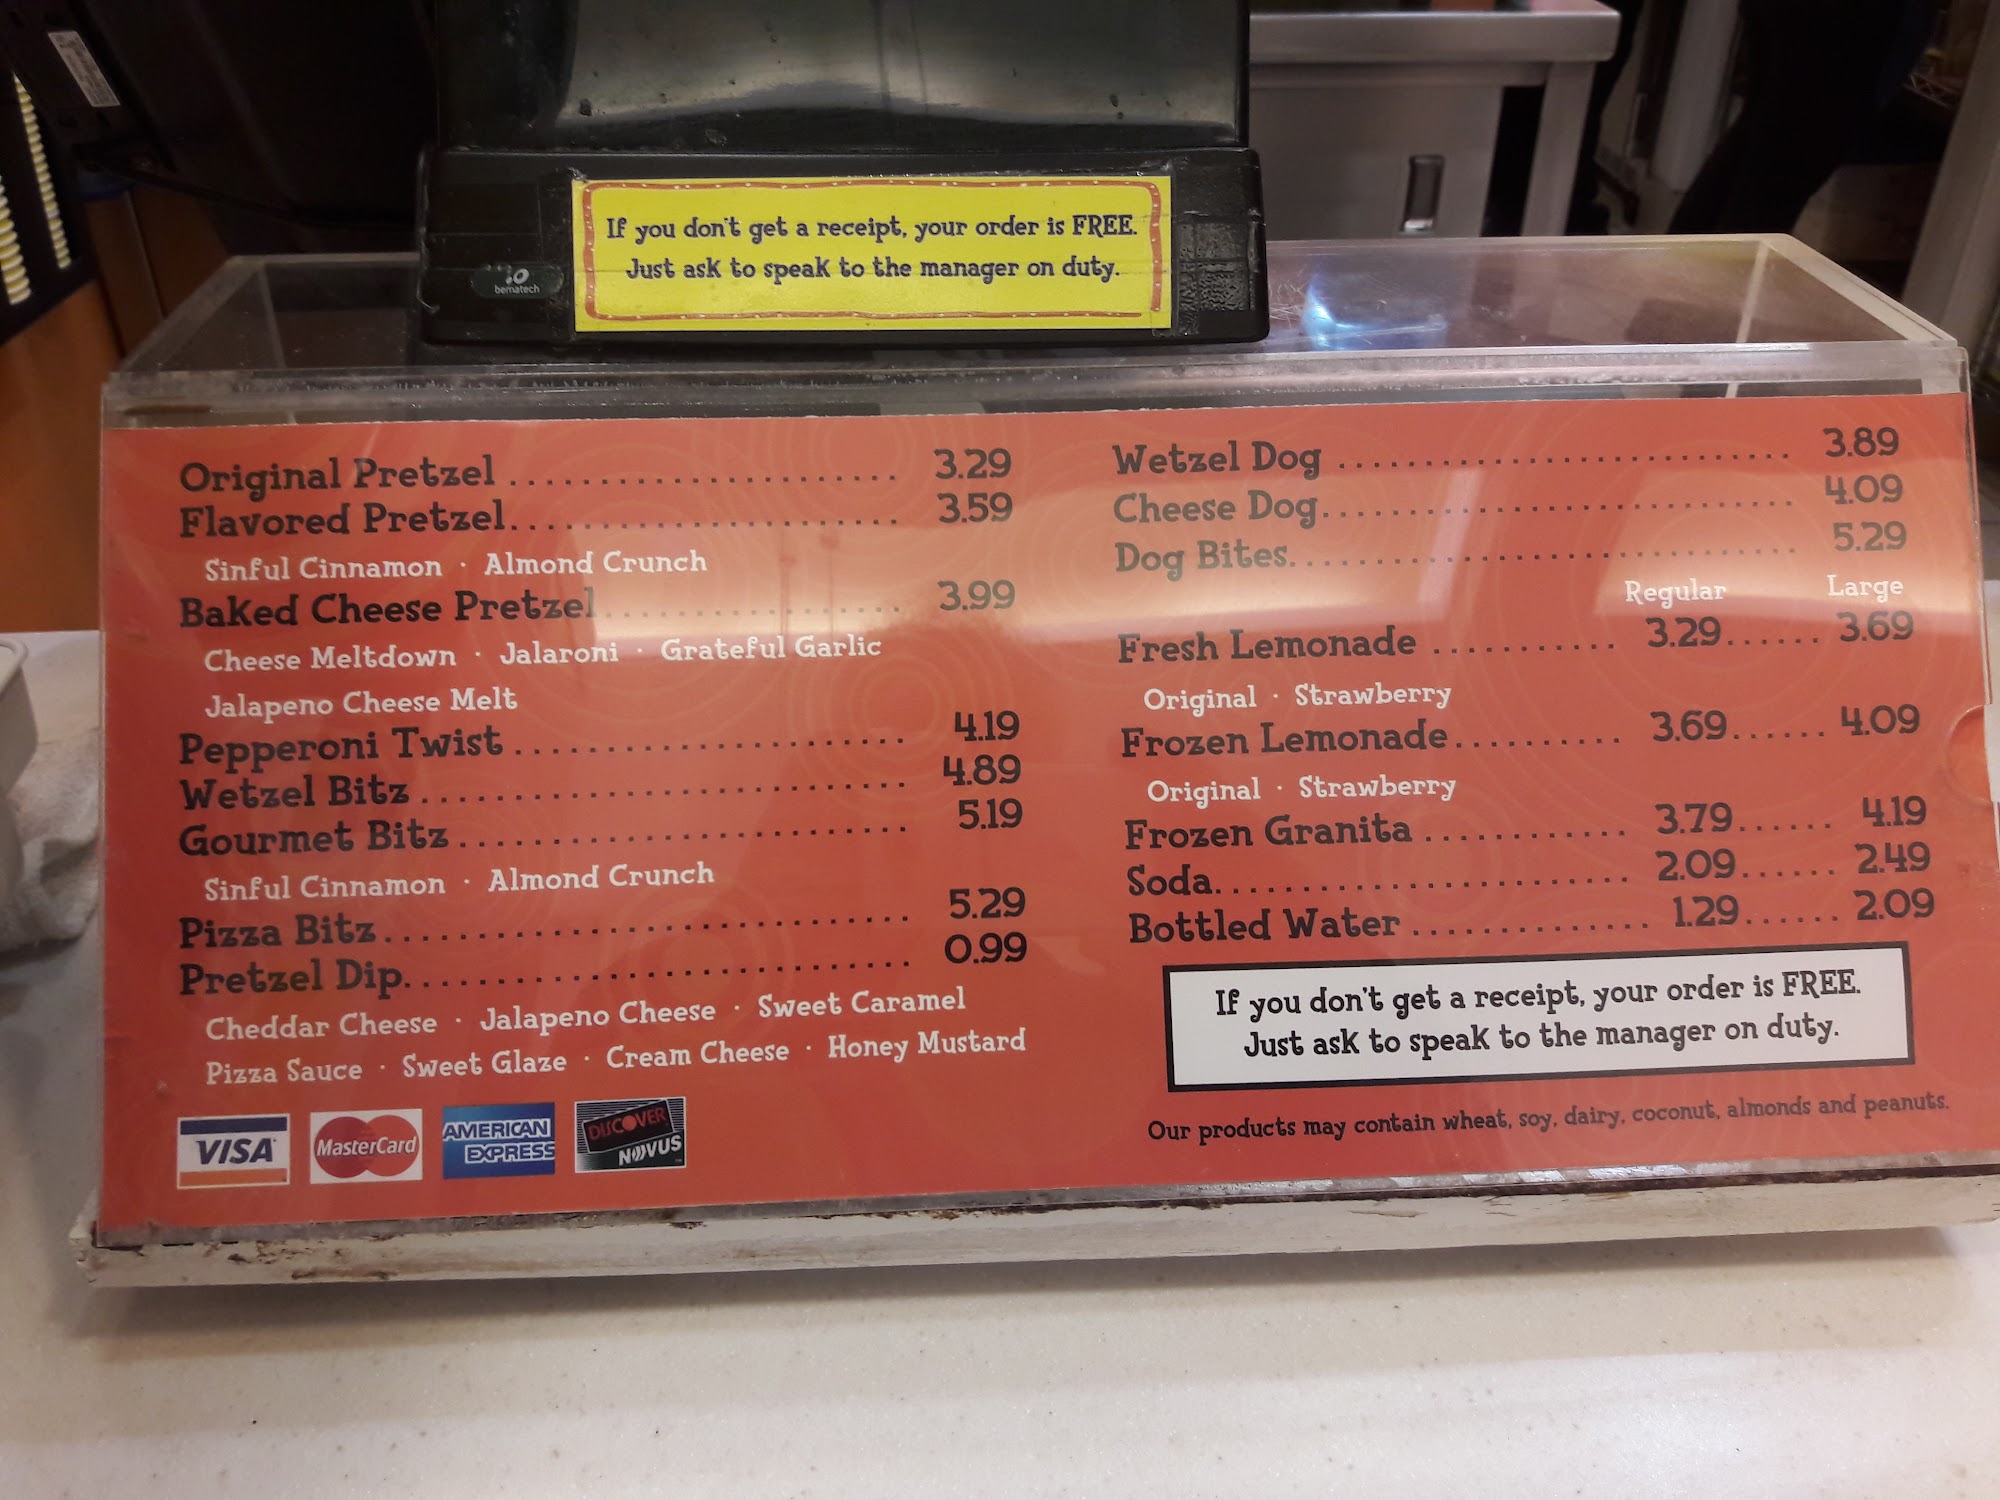 If you don't get a receipt, your order is FREE.
Just ask to speak to the manager on duty.
bematech
Original Pretzel ........................ 3.29
Flavored Pretzel........................ 3.59
Sinful Cinnamon · Almond Crunch
Baked Cheese Pretzel.................. 3.99
Cheese Meltdown · Jalaroni · Grateful Garlic
Jalapeno Cheese Melt
Pepperoni Twist ........................ 4.19
Wetzel Bitz .............................. 4.89
Gourmet Bitz ........................... 5.19
Sinful Cinnamon · Almond Crunch
Pizza Bitz................................ 5.29
Pretzel Dip.............................. 0.99
Cheddar Cheese · Jalapeno Cheese · Sweet Caramel
Pizza Sauce · Sweet Glaze · Cream Cheese · Honey Mustard
VISA
MasterCard
AMERICAN
EXPRESS
DISCOVER
NOVUS
Wetzel Dog ............................ 3.89
Cheese Dog............................. 4.09
Dog Bites............................... 5.29
Regular Large
Fresh Lemonade ........... 3.29...... 3.69
Original · Strawberry
Frozen Lemonade.......... 3.69...... 4.09
Original · Strawberry
Frozen Granita ............ 3.79...... 4.19
Soda......................... 2.09...... 2.49
Bottled Water .............. 1.29...... 2.09
If you don't get a receipt, your order is FREE.
Just ask to speak to the manager on duty.
Our products may contain wheat, soy, dairy, coconut, almonds and peanuts.